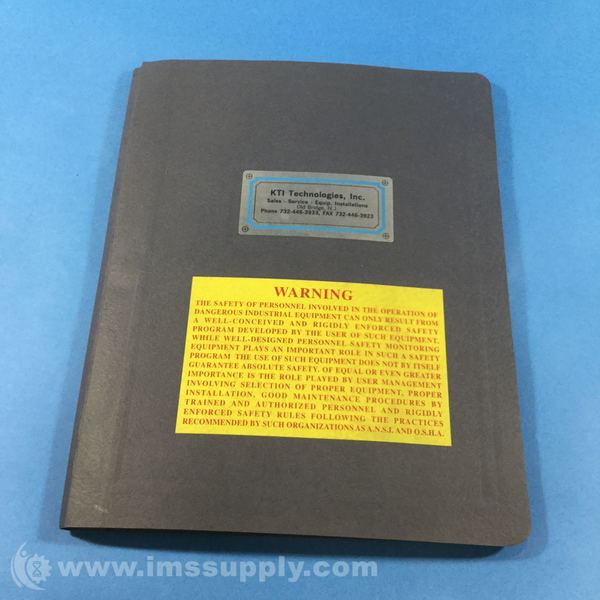 KTI Technologies, Inc.
Sales - Service - Equip. Installations
Old Bridge, N.J.
Phone 732-446-3933, FAX 732-446-3923
WARNING
THE SAFETY OF PERSONNEL INVOLVED IN THE OPERATION OF
DANGEROUS INDUSTRIAL EQUIPMENT CAN ONLY RESULT FROM
A WELL-CONCEIVED AND RIGIDLY ENFORCED SAFETY
PROGRAM DEVELOPED BY THE USER OF SUCH EQUIPMENT.
WHILE WELL-DESIGNED PERSONNEL SAFETY MONITORING
EQUIPMENT PLAYS AN IMPORTANT ROLE IN SUCH A SAFETY
PROGRAM THE USE OF SUCH EQUIPMENT DOES NOT BY ITSELF
GUARANTEE ABSOLUTE SAFETY. OF EQUAL OR EVEN GREATER
IMPORTANCE IS THE ROLE PLAYED BY USER MANAGEMENT
INVOLVING SELECTION OF PROPER EQUIPMENT, PROPER
INSTALLATION, GOOD MAINTENANCE PROCEDURES BY
TRAINED AND AUTHORIZED PERSONNEL AND RIGIDLY
ENFORCED SAFETY RULES FOLLOWING THE PRACTICES
RECOMMENDED BY SUCH ORGANIZATIONS AS A.N.S.I. AND O.S.H.A.
www.imssupply.com